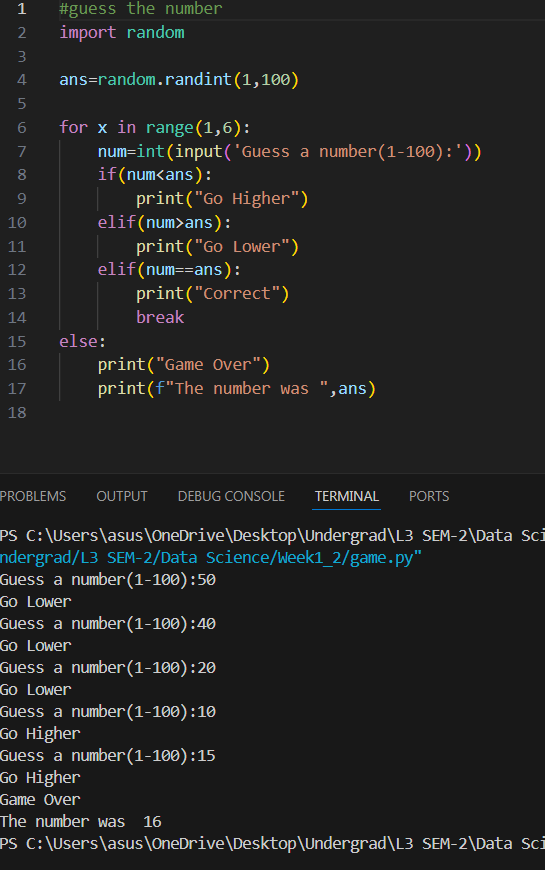 1 #guess the number
2 import random
3
4 ans=random.randint(1,100)
5
6 for x in range(1,6):
7     num=int(input('Guess a number(1-100):'))
8     if(num<ans):
9         print("Go Higher")
10     elif(num>ans):
11         print("Go Lower")
12     elif(num==ans):
13         print("Correct")
14         break
15 else:
16     print("Game Over")
17     print(f"The number was ",ans)
18
PROBLEMS OUTPUT DEBUG CONSOLE TERMINAL PORTS
PS C:\Users\asus\OneDrive\Desktop\Undergrad\L3 SEM-2\Data Sci
ndergrad/L3 SEM-2/Data Science/Week1_2/game.py"
Guess a number(1-100):50
Go Lower
Guess a number(1-100):40
Go Lower
Guess a number(1-100):20
Go Lower
Guess a number(1-100):10
Go Higher
Guess a number(1-100):15
Go Higher
Game Over
The number was  16
PS C:\Users\asus\OneDrive\Desktop\Undergrad\L3 SEM-2\Data Sci